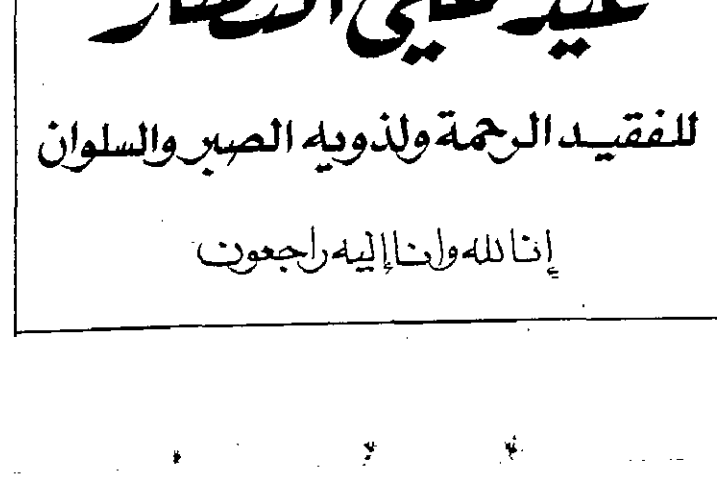 للفقيد الرحمة ولذويه الصبر والسلوان
إنا لله وإنا إليه راجعون